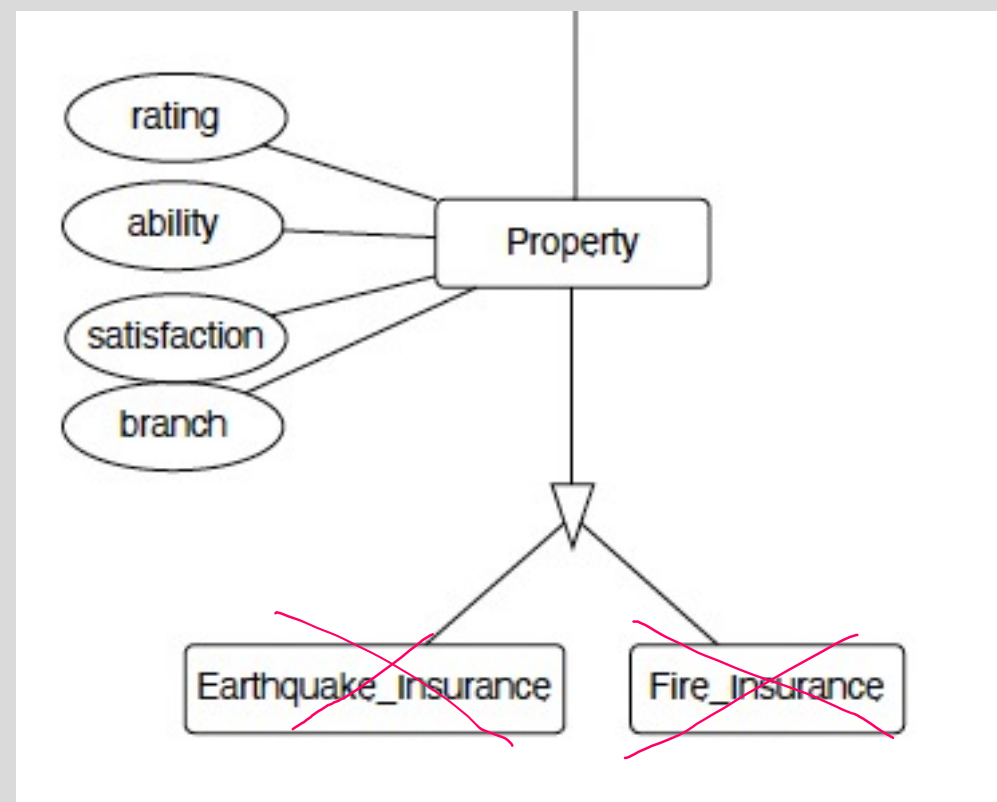 rating
ability
Property
satisfaction
branch
Earthquake_Insurance
Fire_Insurance